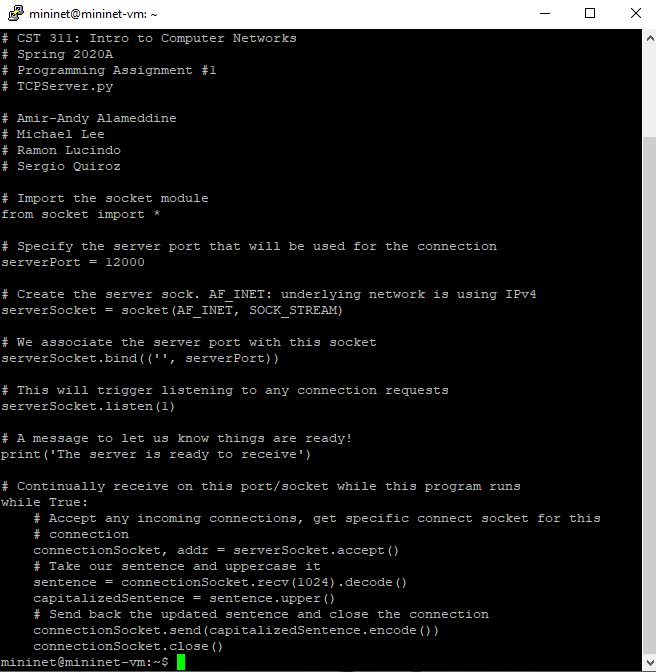 mininet@mininet-vm: ~
# CST 311: Intro to Computer Networks
# Spring 2020A
# Programming Assignment #1
# TCPServer.py

# Amir-Andy Alameddine
# Michael Lee
# Ramon Lucindo
# Sergio Quiroz

# Import the socket module
from socket import *

# Specify the server port that will be used for the connection
serverPort = 12000

# Create the server sock. AF_INET: underlying network is using IPv4
serverSocket = socket(AF_INET, SOCK_STREAM)

# We associate the server port with this socket
serverSocket.bind(('', serverPort))

# This will trigger listening to any connection requests
serverSocket.listen(1)

# A message to let us know things are ready!
print('The server is ready to receive')

# Continually receive on this port/socket while this program runs
while True:
    # Accept any incoming connections, get specific connect socket for this
    # connection
    connectionSocket, addr = serverSocket.accept()
    # Take our sentence and uppercase it
    sentence = connectionSocket.recv(1024).decode()
    capitalizedSentence = sentence.upper()
    # Send back the updated sentence and close the connection
    connectionSocket.send(capitalizedSentence.encode())
    connectionSocket.close()
mininet@mininet-vm:~$